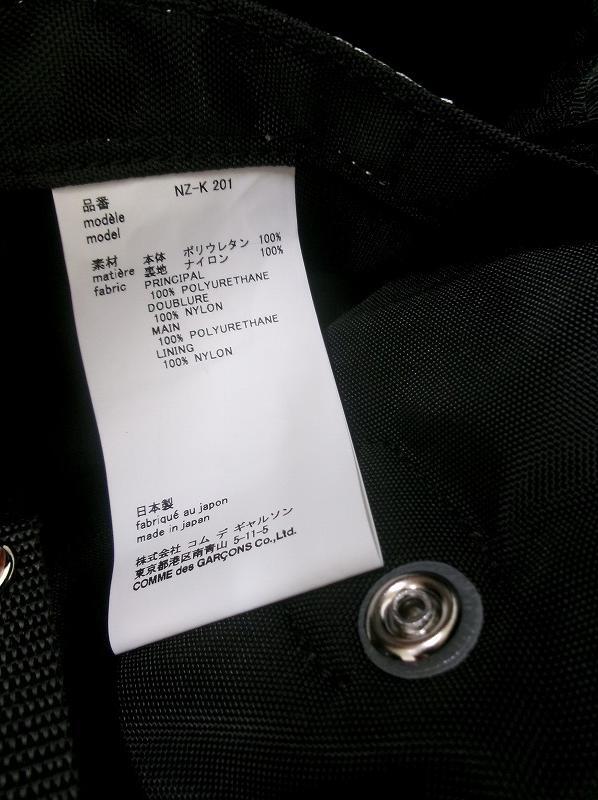 品番 NZ-K 201
modèle
model
素材 本体 ポリウレタン 100%
matière 裏地 ナイロン 100%
fabric PRINCIPAL
100% POLYURETHANE
DOUBLURE
100% NYLON
MAIN
100% POLYURETHANE
LINING
100% NYLON
日本製
fabriqué au japon
made in japan
株式会社 コム デ ギャルソン
東京都港区南青山 5-11-5
COMME des GARÇONS Co.,Ltd.